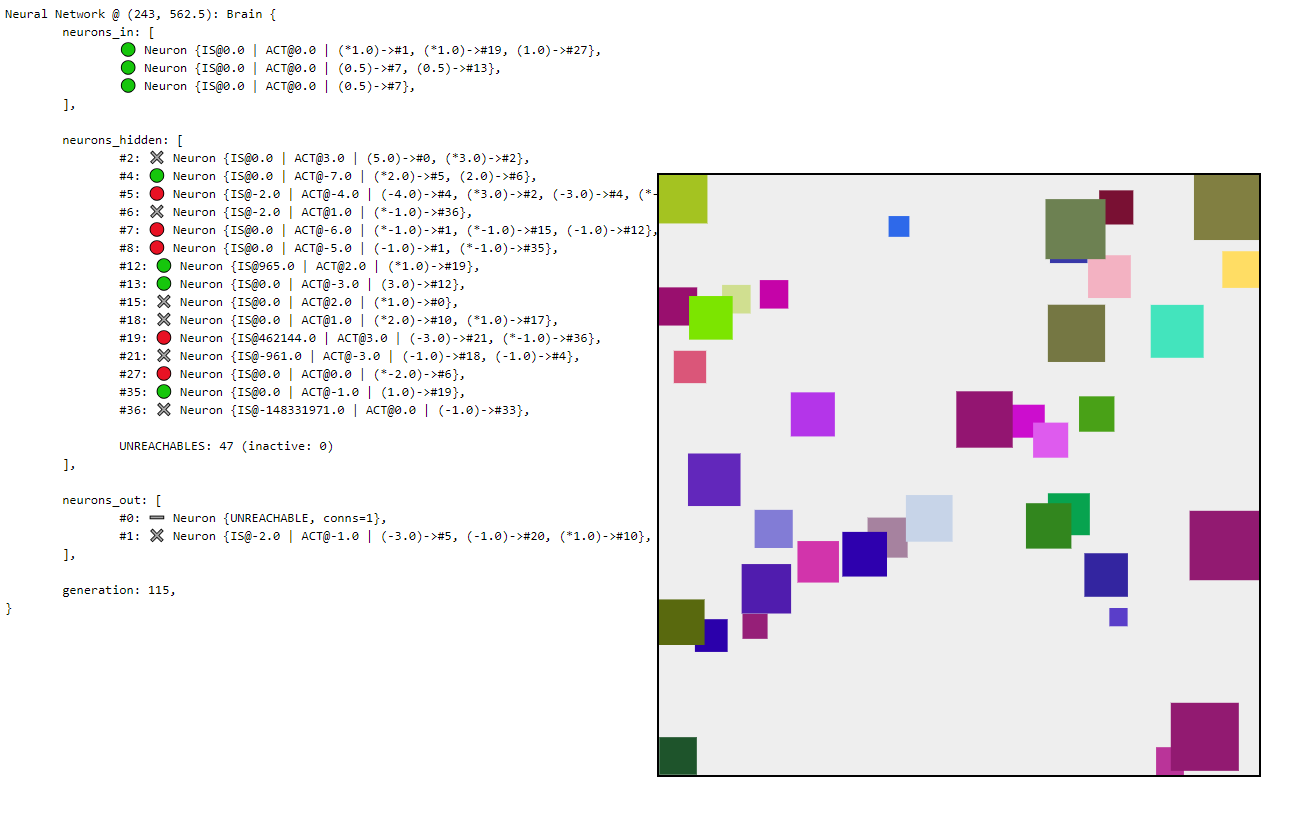 Neural Network @ (243, 562.5): Brain {
neurons_in: [
Neuron {IS@0.0 | ACT@0.0 | (*1.0)->#1, (*1.0)->#19, (1.0)->#27},
Neuron {IS@0.0 | ACT@0.0 | (0.5)->#7, (0.5)->#13},
Neuron {IS@0.0 | ACT@0.0 | (0.5)->#7},
],
neurons_hidden: [
#2: Neuron {IS@0.0 | ACT@3.0 | (5.0)->#0, (*3.0)->#2},
#4: Neuron {IS@0.0 | ACT@-7.0 | (*2.0)->#5, (2.0)->#6},
#5: Neuron {IS@-2.0 | ACT@-4.0 | (-4.0)->#4, (*3.0)->#2, (-3.0)->#4, (*-
#6: Neuron {IS@-2.0 | ACT@1.0 | (*-1.0)->#36},
#7: Neuron {IS@0.0 | ACT@-6.0 | (*-1.0)->#1, (*-1.0)->#15, (-1.0)->#12},
#8: Neuron {IS@0.0 | ACT@-5.0 | (-1.0)->#1, (*-1.0)->#35},
#12: Neuron {IS@965.0 | ACT@2.0 | (*1.0)->#19},
#13: Neuron {IS@0.0 | ACT@-3.0 | (3.0)->#12},
#15: Neuron {IS@0.0 | ACT@2.0 | (*1.0)->#0},
#18: Neuron {IS@0.0 | ACT@1.0 | (*2.0)->#10, (*1.0)->#17},
#19: Neuron {IS@462144.0 | ACT@3.0 | (-3.0)->#21, (*-1.0)->#36},
#21: Neuron {IS@-961.0 | ACT@-3.0 | (-1.0)->#18, (-1.0)->#4},
#27: Neuron {IS@0.0 | ACT@0.0 | (*-2.0)->#6},
#35: Neuron {IS@0.0 | ACT@-1.0 | (1.0)->#19},
#36: Neuron {IS@-148331971.0 | ACT@0.0 | (-1.0)->#33},
UNREACHABLES: 47 (inactive: 0)
],
neurons_out: [
#0: Neuron {UNREACHABLE, conns=1},
#1: Neuron {IS@-2.0 | ACT@-1.0 | (-3.0)->#5, (-1.0)->#20, (*1.0)->#10},
],
generation: 115,
}